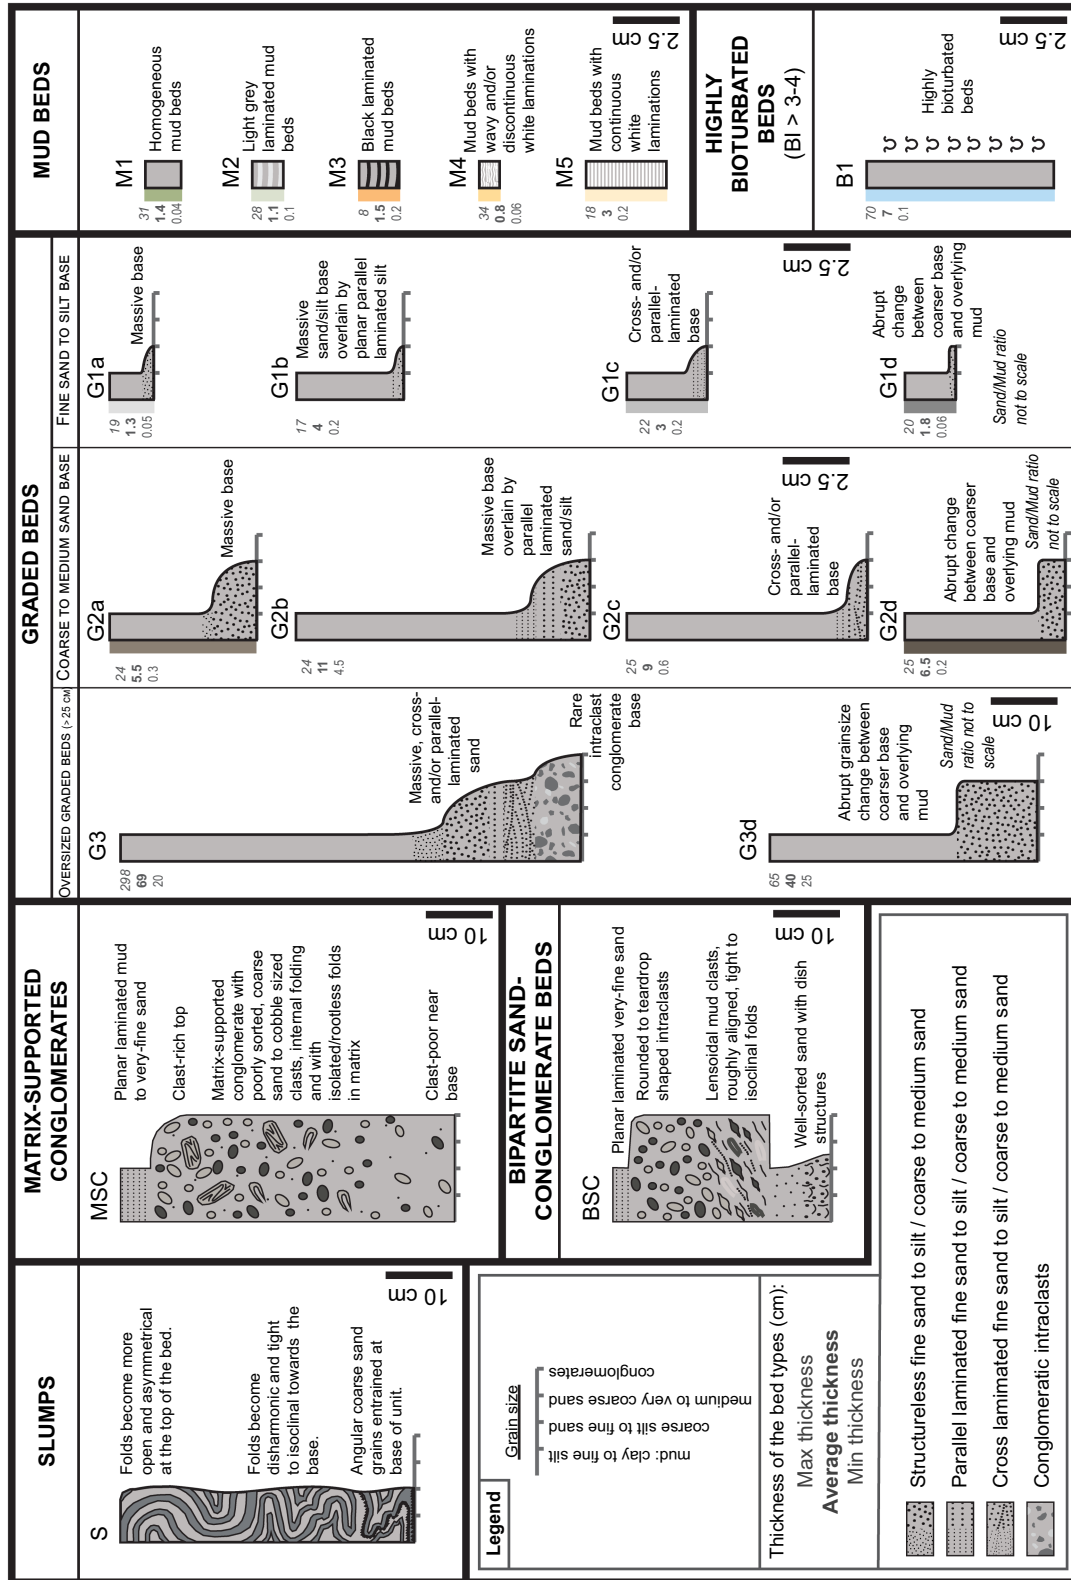 SLUMPS
S
Folds become more
open and asymmetrical
at the top of the bed.
Folds become
disharmonic and tight
to isoclinal towards the
base.
Angular coarse sand
grains entrained at
base of unit.
10 cm
MATRIX-SUPPORTED
CONGLOMERATES
MSC
Planar laminated mud
to very-fine sand
Clast-rich top
Matrix-supported
conglomerate with
poorly sorted, coarse
sand to cobble sized
clasts, internal folding
and with
isolated/rootless folds
in matrix
Clast-poor near
base
10 cm
BIPARTITE SAND-
CONGLOMERATE BEDS
BSC
Planar laminated very-fine sand
Rounded to teardrop
shaped intraclasts
Lensoidal mud clasts,
roughly aligned, tight to
isoclinal folds
Well-sorted sand with dish
structures
10 cm
GRADED BEDS
OVERSIZED GRADED BEDS (> 25 CM)
G3
298
69
20
Massive, cross-
and/or parallel-
laminated
sand
Rare
intraclast
conglomerate
base
G3d
65
40
25
Abrupt grainsize
change between
coarser base
and overlying
mud
Sand/Mud
ratio not to
scale
10 cm
COARSE TO MEDIUM SAND BASE
G2a
24
5.5
0.3
Massive base
G2b
24
11
4.5
Massive base
overlain by
parallel
laminated
sand/silt
G2c
25
9
0.6
Cross- and/or
parallel-
laminated
base
2.5 cm
G2d
25
6.5
0.2
Abrupt change
between coarser
base and
overlying mud
Sand/Mud ratio
not to scale
FINE SAND TO SILT BASE
G1a
19
1.3
0.05
Massive base
G1b
17
4
0.2
Massive
sand/silt base
overlain by
planar parallel
laminated silt
G1c
22
3
0.2
Cross- and/or
parallel-
laminated
base
2.5 cm
G1d
20
1.8
0.06
Abrupt
change
between
coarser base
and overlying
mud
Sand/Mud ratio
not to scale
MUD BEDS
M1
31
1.4
0.04
Homogeneous
mud beds
M2
28
1.1
0.1
Light grey
laminated mud
beds
M3
8
1.5
0.2
Black laminated
mud beds
M4
34
0.8
0.06
Mud beds with
wavy and/or
discontinuous
white laminations
M5
18
3
0.2
Mud beds with
continuous
white
laminations
2.5 cm
HIGHLY
BIOTURBATED
BEDS
(BI > 3-4)
B1
70
7
0.1
Highly
bioturbated
beds
2.5 cm
Legend
Grain size
mud: clay to fine silt
coarse silt to fine sand
medium to very coarse sand
conglomerates
Thickness of the bed types (cm):
Max thickness
Average thickness
Min thickness
Structureless fine sand to silt / coarse to medium sand
Parallel laminated fine sand to silt / coarse to medium sand
Cross laminated fine sand to silt / coarse to medium sand
Conglomeratic intraclasts